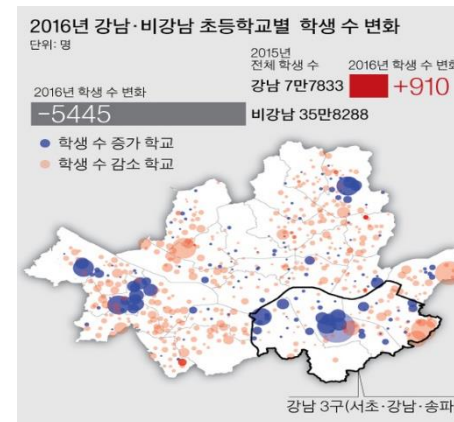 2016년 강남·비강남 초등학교별 학생 수 변화
단위: 명
2015년
전체 학생 수
2016년 학생 수 변화
강남 7만7833
+910
2016년 학생 수 변화
-5445
비강남 35만8288
학생 수 증가 학교
학생 수 감소 학교
강남 3구(서초·강남·송파